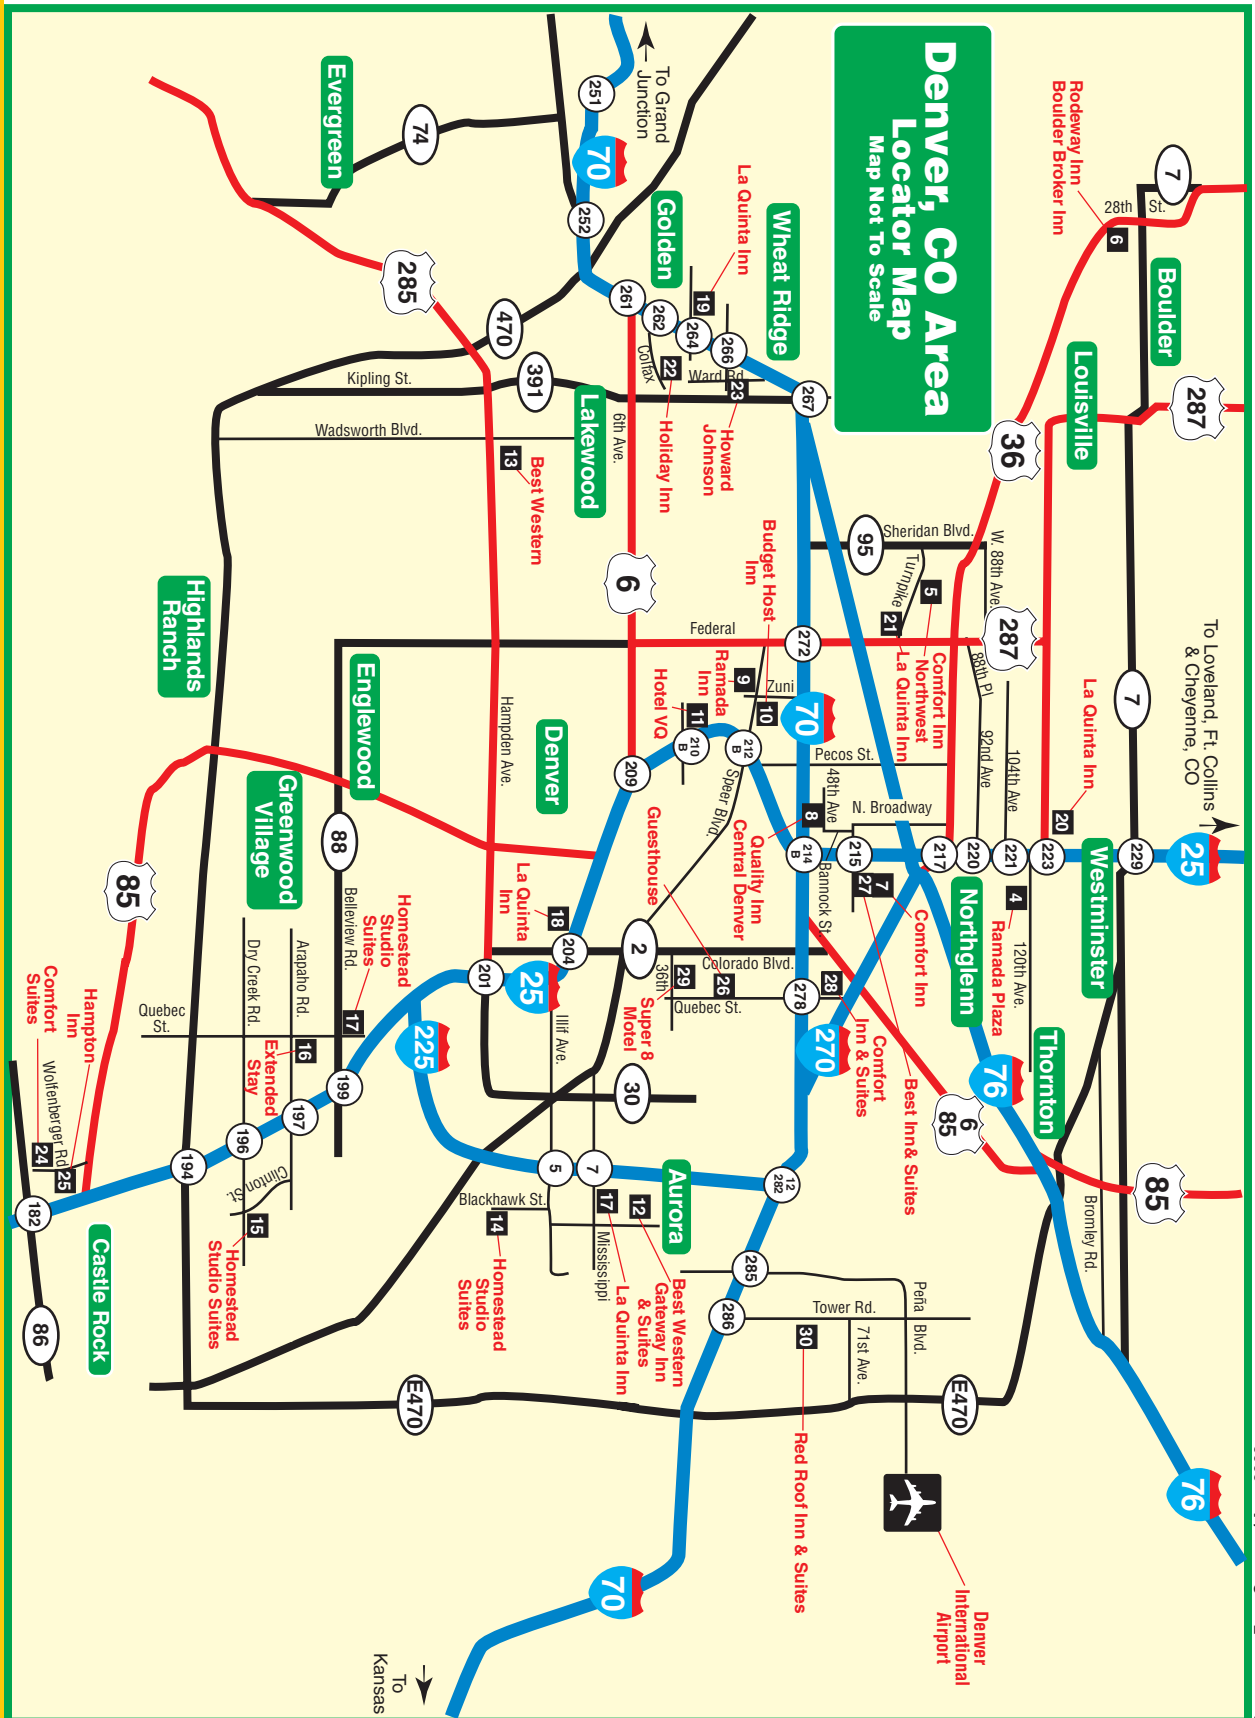 Denver, CO Area
Locator Map
Map Not To Scale
To Loveland, Ft. Collins
& Cheyenne, CO
To Grand
Junction
To
Kansas
Boulder
Louisville
Westminster
Northglenn
Thornton
Wheat Ridge
Golden
Evergreen
Lakewood
Denver
Aurora
Englewood
Highlands
Ranch
Greenwood
Village
Castle Rock
Rodeway Inn
Boulder Broker Inn
6
28th St.
7
287
36
La Quinta Inn
20
7
229
25
76
85
Bromley Rd.
W. 88th Ave.
287
88th Pl
92nd Ave
104th Ave
120th Ave.
223
221
220
217
4
Ramada Plaza
Sheridan Blvd.
95
Turnpike
5
Comfort Inn
Northwest
21
La Quinta Inn
N. Broadway
Pecos St.
48th Ave
Bannock St.
215
27
7
Comfort Inn
Best Inn& Suites
6
85
76
270
Comfort
Inn & Suites
28
8
Quality Inn
Central Denver
214
B
278
La Quinta Inn
19
261
262
264
266
267
Colfax
Ward Rd.
22
Holiday Inn
23
Howard
Johnson
251
70
252
74
285
470
391
Kipling St.
Wadsworth Blvd.
6th Ave.
13
Best Western
6
Federal
272
70
Budget Host
Inn
10
Zuni
9
Ramada
Inn
11
Hotel VQ
210
B
212
B
209
Speer Blvd.
Guesthouse
26
Colorado Blvd.
Quebec St.
36th
29
Super 8
Motel
2
204
18
La Quinta
Inn
201
25
Hampden Ave.
225
Illif Ave.
30
5
7
12
282
Blackhawk St.
14
Homestead
Studio
Suites
Mississippi
17
La Quinta Inn
12
Best Western
Gateway Inn
& Suites
285
286
Tower Rd.
71st Ave.
Peña Blvd.
30
Red Roof Inn & Suites
E470
E470
76
70
Denver
International
Airport
88
Belleview Rd.
Homestead
Studio
Suites
17
199
Arapaho Rd.
Dry Creek Rd.
Quebec
St.
16
Extended
Stay
197
196
194
Clinton St.
15
Homestead
Studio Suites
85
Hampton
Inn
Comfort
Suites
Wolfenberger Rd
24
25
182
86